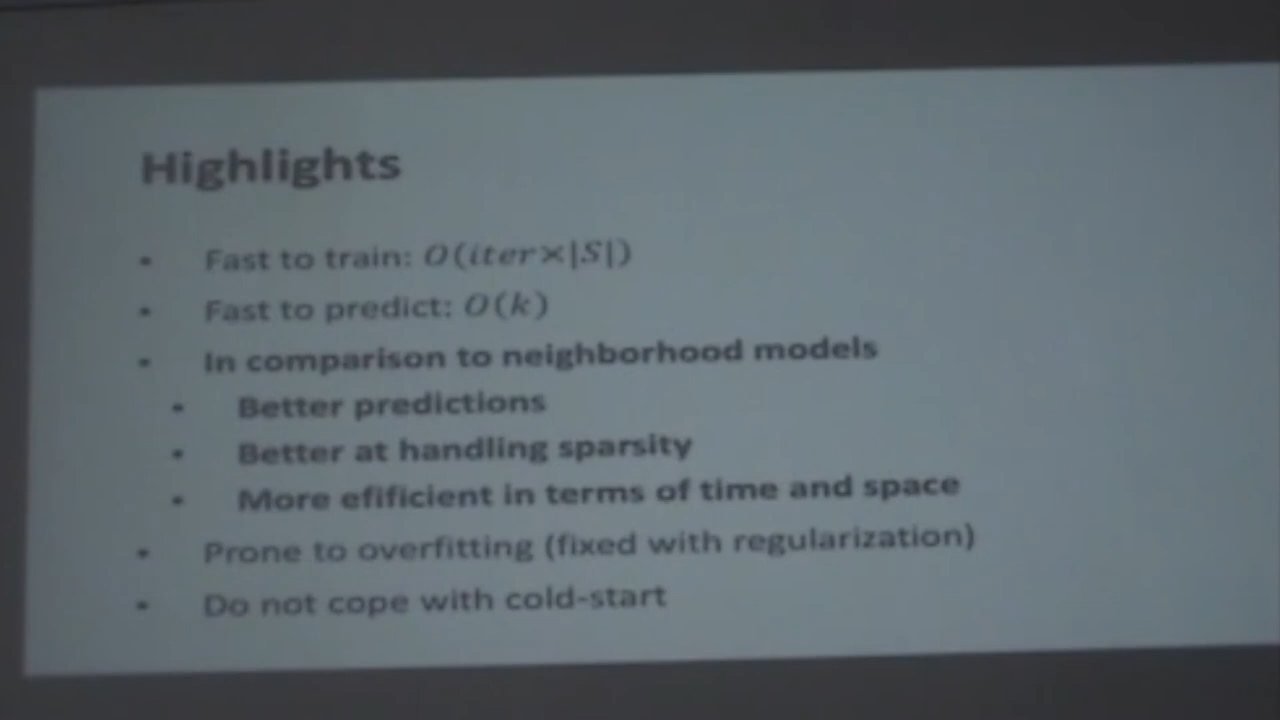 Highlights
• Fast to train: O(iter×|S|)
• Fast to predict: O(k)
• In comparison to neighborhood models
• Better predictions
• Better at handling sparsity
• More efificient in terms of time and space
• Prone to overfitting (fixed with regularization)
• Do not cope with cold-start